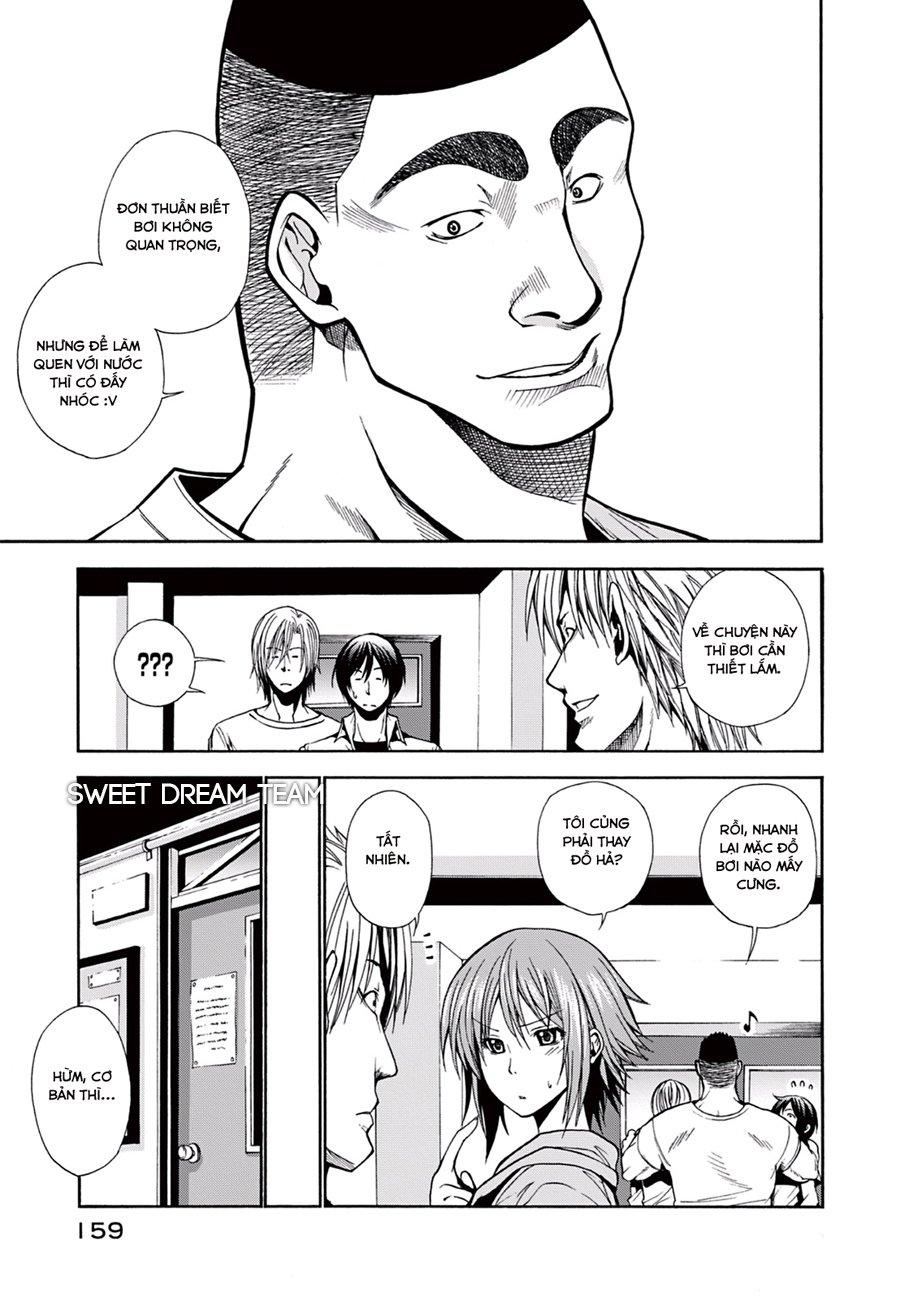 ĐƠN THUẦN BIẾT
BƠI KHÔNG
QUAN TRỌNG,
NHƯNG ĐỂ LÀM
QUEN VỚI NƯỚC
THÌ CÓ ĐẤY
NHÓC :V
VỀ CHUYỆN NÀY
THÌ BƠI CẦN
THIẾT LẮM.
???
RỒI, NHANH
LẠI MẶC ĐỒ
BƠI NÀO MẤY
CƯNG.
TÔI CỦNG
PHẢI THAY
ĐỒ HẢ?
TẤT
NHIÊN.
SWEET DREAM TEAM
HỪM, CƠ
BẢN THÌ...
159